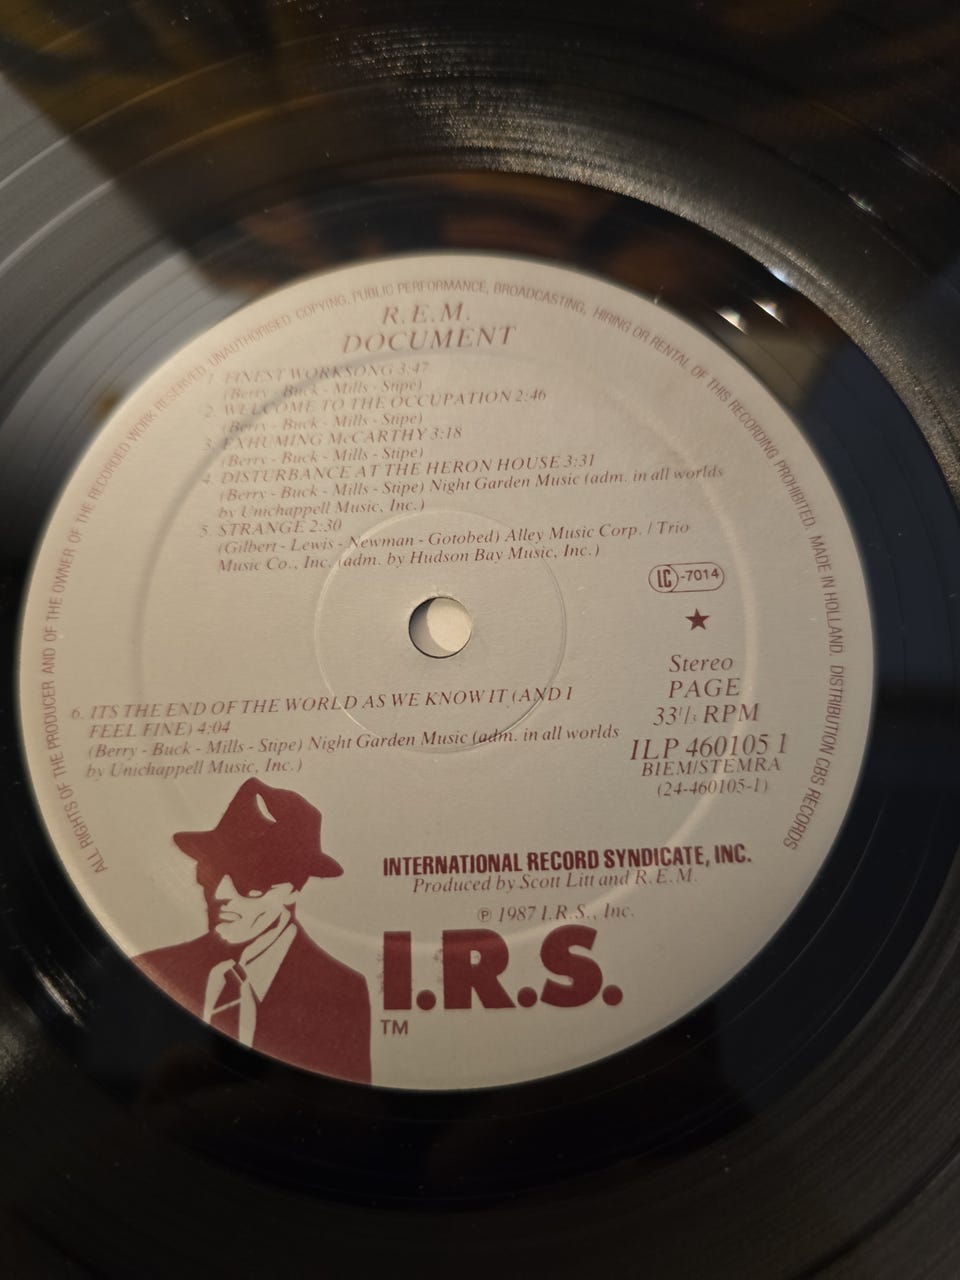 ALL RIGHTS OF THE PRODUCER AND OF THE OWNER OF THE RECORDED WORK RESERVED. UNAUTHORISED COPYING, PUBLIC PERFORMANCE, BROADCASTING, HIRING OR RENTAL OF THIS RECORDING PROHIBITED. MADE IN HOLLAND. DISTRIBUTION CBS RECORDS
R.E.M.
DOCUMENT
1. FINEST WORKSONG 3:47
(Berry - Buck - Mills - Stipe)
2. WELCOME TO THE OCCUPATION 2:46
(Berry - Buck - Mills - Stipe)
3. EXHUMING McCARTHY 3:18
(Berry - Buck - Mills - Stipe)
4. DISTURBANCE AT THE HERON HOUSE 3:31
(Berry - Buck - Mills - Stipe) Night Garden Music (adm. in all worlds
by Unichappell Music, Inc.)
5. STRANGE 2:30
(Gilbert - Lewis - Newman - Gotobed) Alley Music Corp. / Trio
Music Co., Inc. (adm. by Hudson Bay Music, Inc.)
LC-7014
Stereo
PAGE
33 1/3 RPM
ILP 460105 1
BIEM/STEMRA
(24-460105-1)
6. ITS THE END OF THE WORLD AS WE KNOW IT (AND I
FEEL FINE) 4:04
(Berry - Buck - Mills - Stipe) Night Garden Music (adm. in all worlds
by Unichappell Music, Inc.)
INTERNATIONAL RECORD SYNDICATE, INC.
Produced by Scott Litt and R.E.M.
℗ 1987 I.R.S., Inc.
I.R.S.
TM